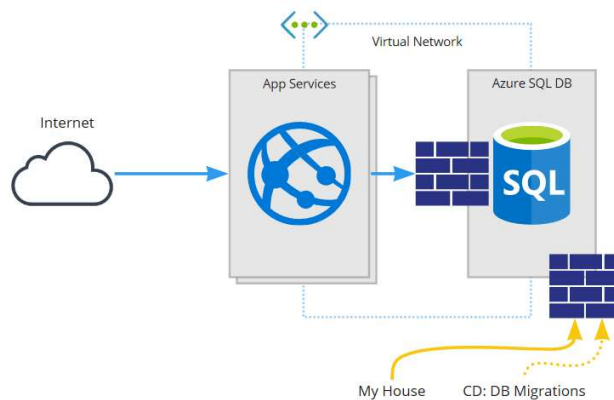 Virtual Network
App Services
Azure SQL DB
Internet
SQL
My House
CD: DB Migrations